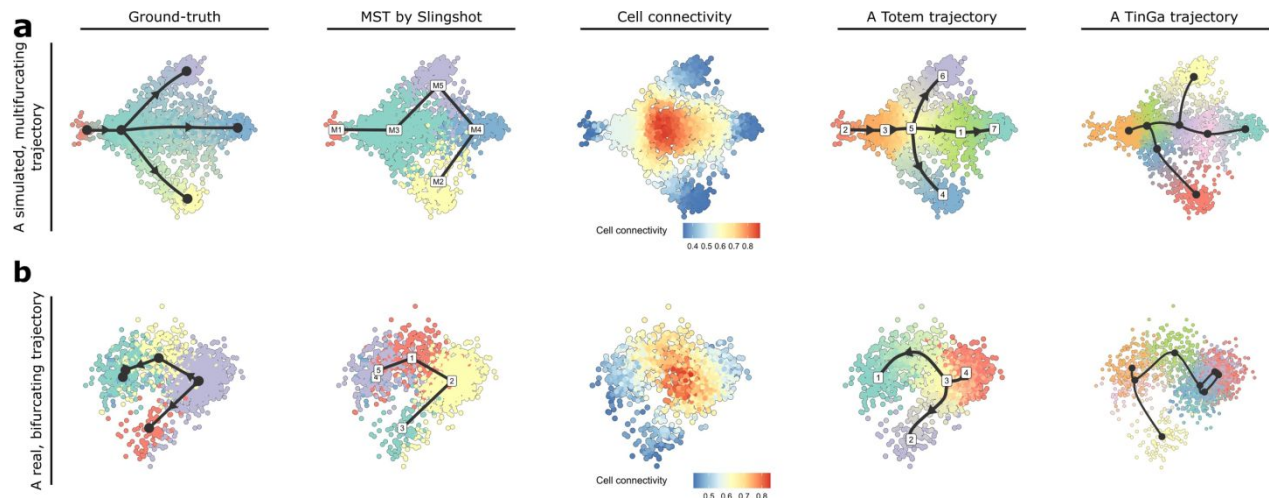 Ground-truth
MST by Slingshot
Cell connectivity
A Totem trajectory
A TinGa trajectory
a
A simulated, multifurcating
trajectory
M1
M3
M5
M4
M2
Cell connectivity
0.4 0.5 0.6 0.7 0.8
2
3
5
6
1
7
4
b
A real, bifurcating trajectory
5
4
1
2
3
Cell connectivity
0.5 0.6 0.7 0.8
1
3
4
2